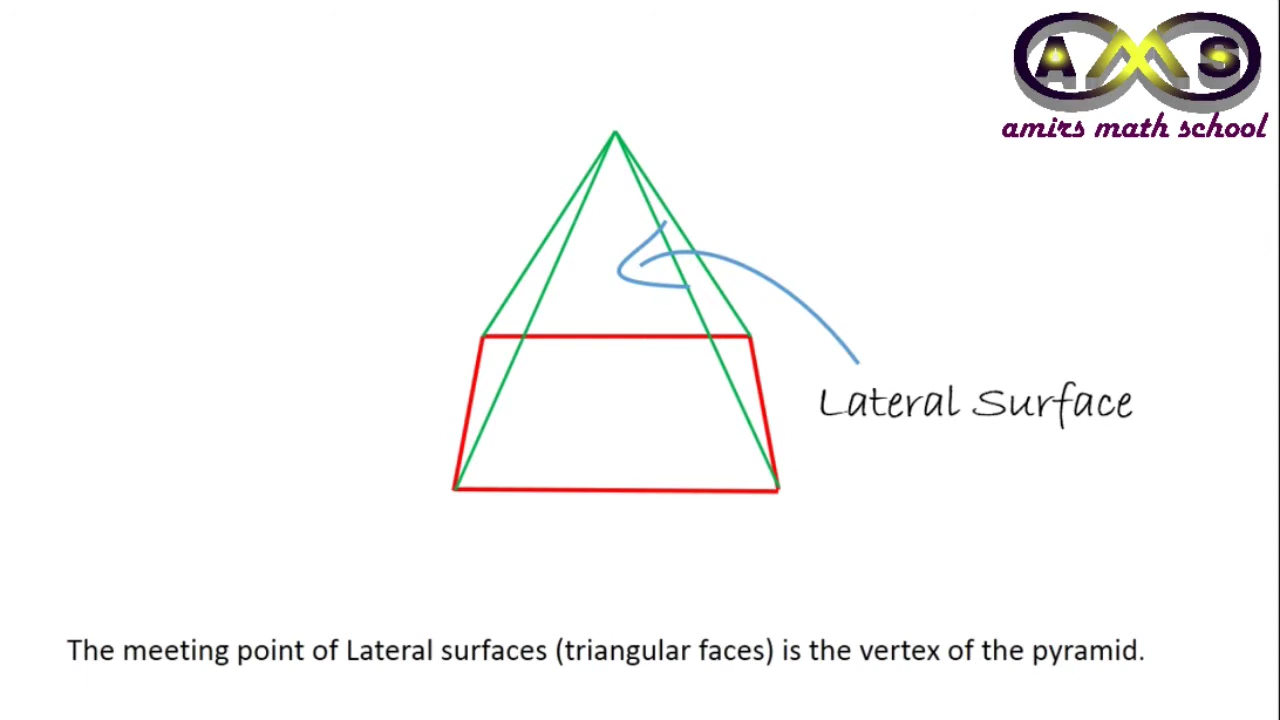 AMS
amirs math school
Lateral Surface
The meeting point of Lateral surfaces (triangular faces) is the vertex of the pyramid.